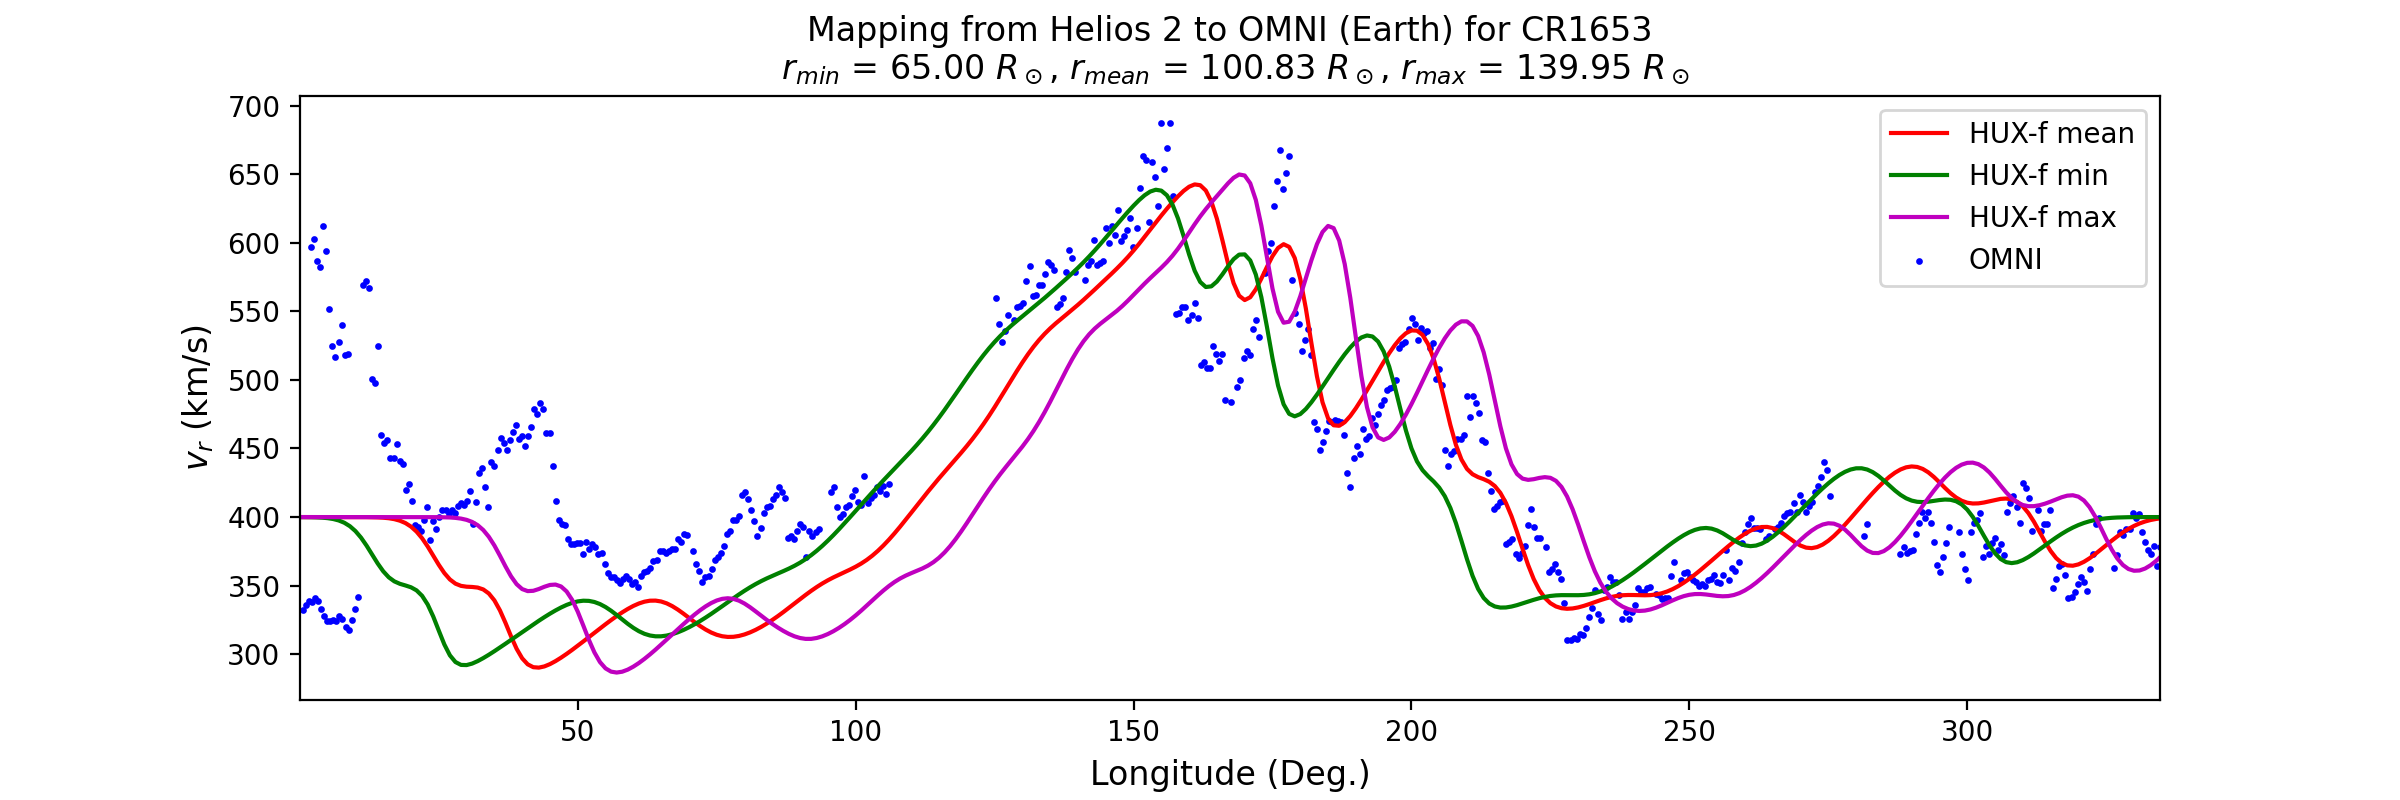 Mapping from Helios 2 to OMNI (Earth) for CR1653
r_min = 65.00 R_⊙, r_mean = 100.83 R_⊙, r_max = 139.95 R_⊙
700
650
600
550
500
450
400
350
300
v_r (km/s)
HUX-f mean
HUX-f min
HUX-f max
OMNI
50 100 150 200 250 300
Longitude (Deg.)